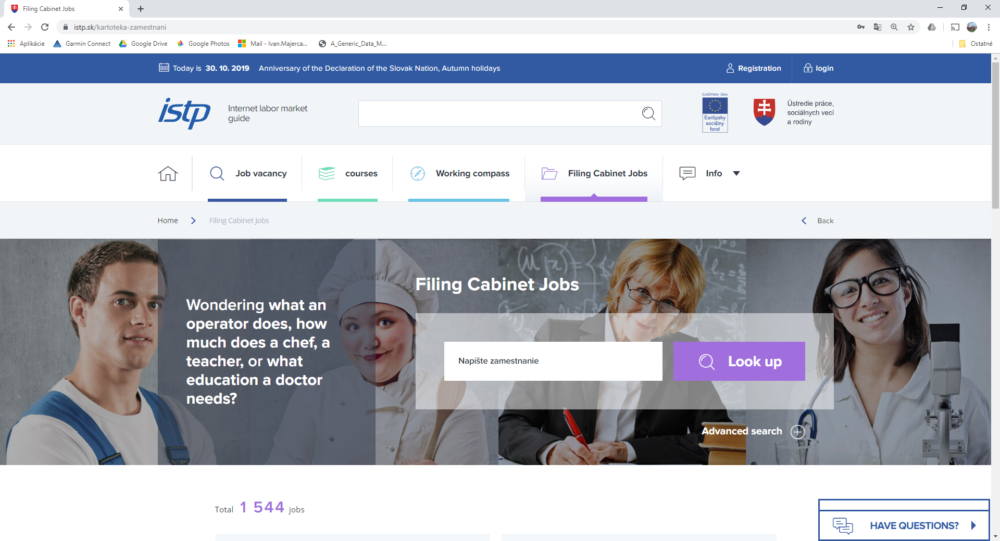 Filing Cabinet Jobs
istp.sk/kartoteka-zamestnani
Aplikácie Garmin Connect Google Drive Google Photos Mail - Ivan.Majerca... A_Generic_Data_M... Ostatné
Today is 30. 10. 2019 Anniversary of the Declaration of the Slovak Nation, Autumn holidays Registration login
istp
Internet labor market
guide
EURÓPSKA ÚNIA
Európsky
sociálny
fond
Ústredie práce,
sociálnych vecí
a rodiny
Job vacancy courses Working compass Filing Cabinet Jobs Info
Home Filing Cabinet Jobs Back
Wondering what an
operator does, how
much does a chef, a
teacher, or what
education a doctor
needs?
Filing Cabinet Jobs
Napíšte zamestnanie Look up
Advanced search
Total 1 544 jobs
HAVE QUESTIONS?